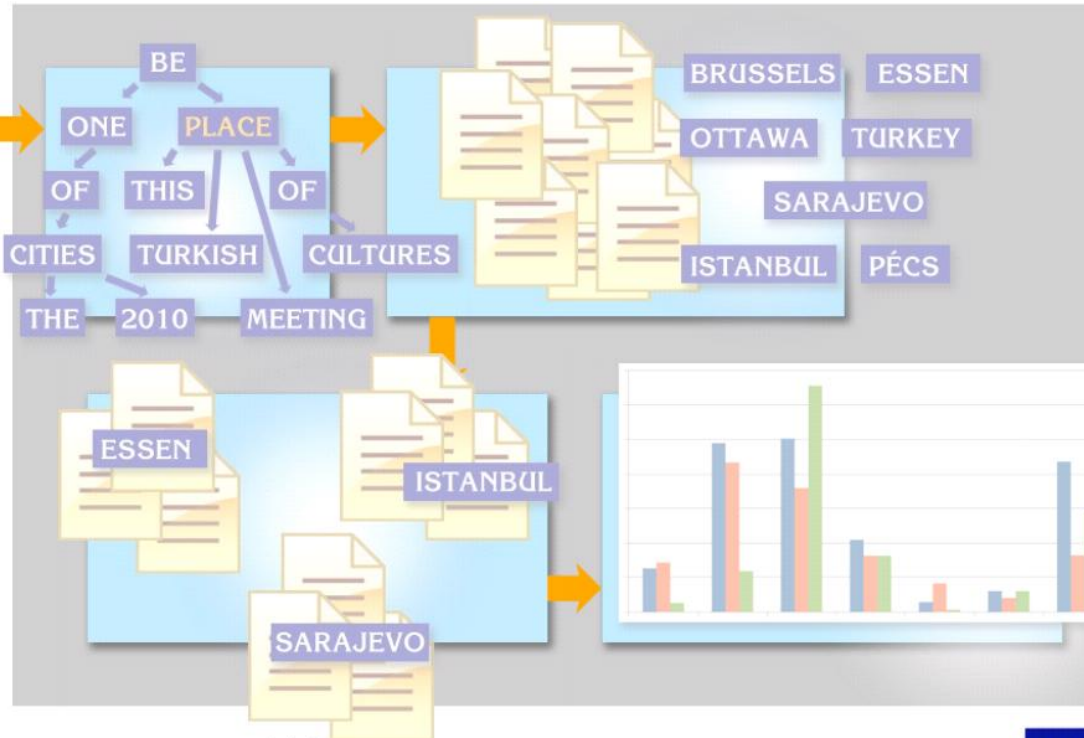 BE
ONE PLACE
OF THIS OF
CITIES TURKISH CULTURES
THE 2010 MEETING
BRUSSELS ESSEN
OTTAWA TURKEY
SARAJEVO
ISTANBUL PÉCS
ESSEN
ISTANBUL
SARAJEVO